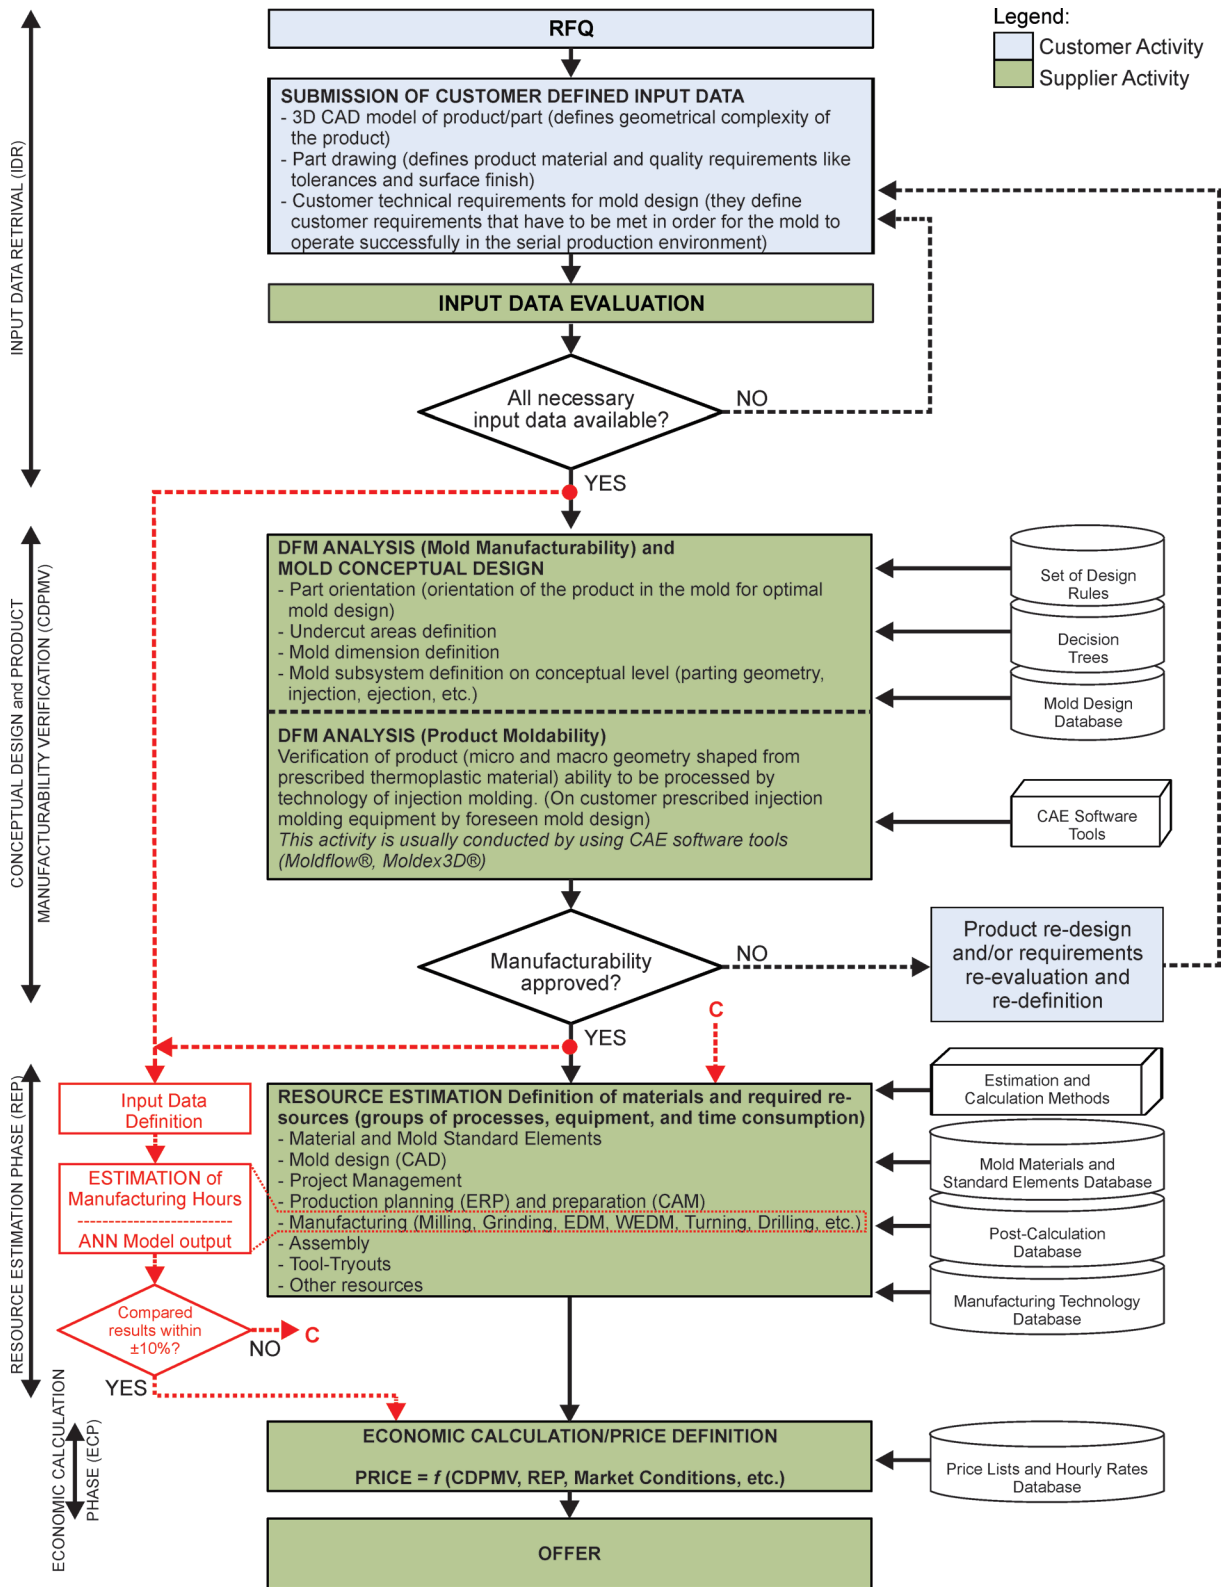 Legend:
Customer Activity
Supplier Activity
RFQ
SUBMISSION OF CUSTOMER DEFINED INPUT DATA
- 3D CAD model of product/part (defines geometrical complexity of
the product)
- Part drawing (defines product material and quality requirements like
tolerances and surface finish)
- Customer technical requirements for mold design (they define
customer requirements that have to be met in order for the mold to
operate successfully in the serial production environment)
INPUT DATA RETRIVAL (IDR)
INPUT DATA EVALUATION
All necessary
input data available?
NO
YES
CONCEPTUAL DESIGN and PRODUCT
MANUFACTURABILITY VERIFICATION (CDPMV)
DFM ANALYSIS (Mold Manufacturability) and
MOLD CONCEPTUAL DESIGN
- Part orientation (orientation of the product in the mold for optimal
mold design)
- Undercut areas definition
- Mold dimension definition
- Mold subsystem definition on conceptual level (parting geometry,
injection, ejection, etc.)
Set of Design
Rules
Decision
Trees
Mold Design
Database
DFM ANALYSIS (Product Moldability)
Verification of product (micro and macro geometry shaped from
prescribed thermoplastic material) ability to be processed by
technology of injection molding. (On customer prescribed injection
molding equipment by foreseen mold design)
This activity is usually conducted by using CAE software tools
(Moldflow®, Moldex3D®)
CAE Software
Tools
Manufacturability
approved?
NO
Product re-design
and/or requirements
re-evaluation and
re-definition
YES
C
RESOURCE ESTIMATION PHASE (REP)
Input Data
Definition
ESTIMATION of
Manufacturing Hours
-----------------------
ANN Model output
Compared
results within
±10%?
NO
C
YES
RESOURCE ESTIMATION Definition of materials and required re-
sources (groups of processes, equipment, and time consumption)
- Material and Mold Standard Elements
- Mold design (CAD)
- Project Management
- Production planning (ERP) and preparation (CAM)
- Manufacturing (Milling, Grinding, EDM, WEDM, Turning, Drilling, etc.)
- Assembly
- Tool-Tryouts
- Other resources
Estimation and
Calculation Methods
Mold Materials and
Standard Elements Database
Post-Calculation
Database
Manufacturing Technology
Database
ECONOMIC CALCULATION
PHASE (ECP)
ECONOMIC CALCULATION/PRICE DEFINITION
PRICE = f (CDPMV, REP, Market Conditions, etc.)
Price Lists and Hourly Rates
Database
OFFER